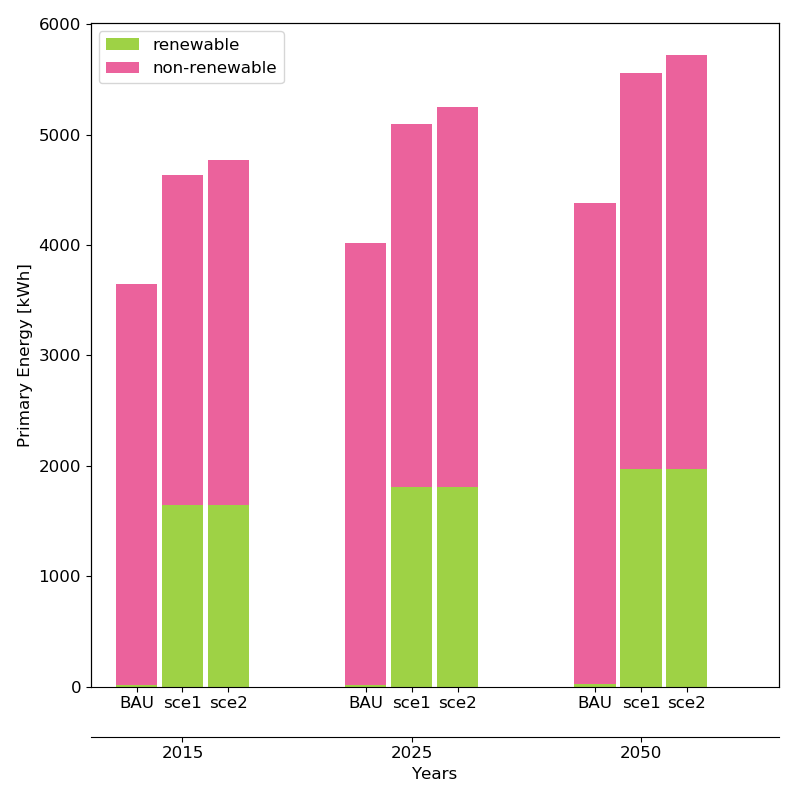 renewable
non-renewable
6000
5000
4000
3000
2000
1000
0
Primary Energy [kWh]
BAU sce1 sce2 BAU sce1 sce2 BAU sce1 sce2
2015 2025 2050
Years